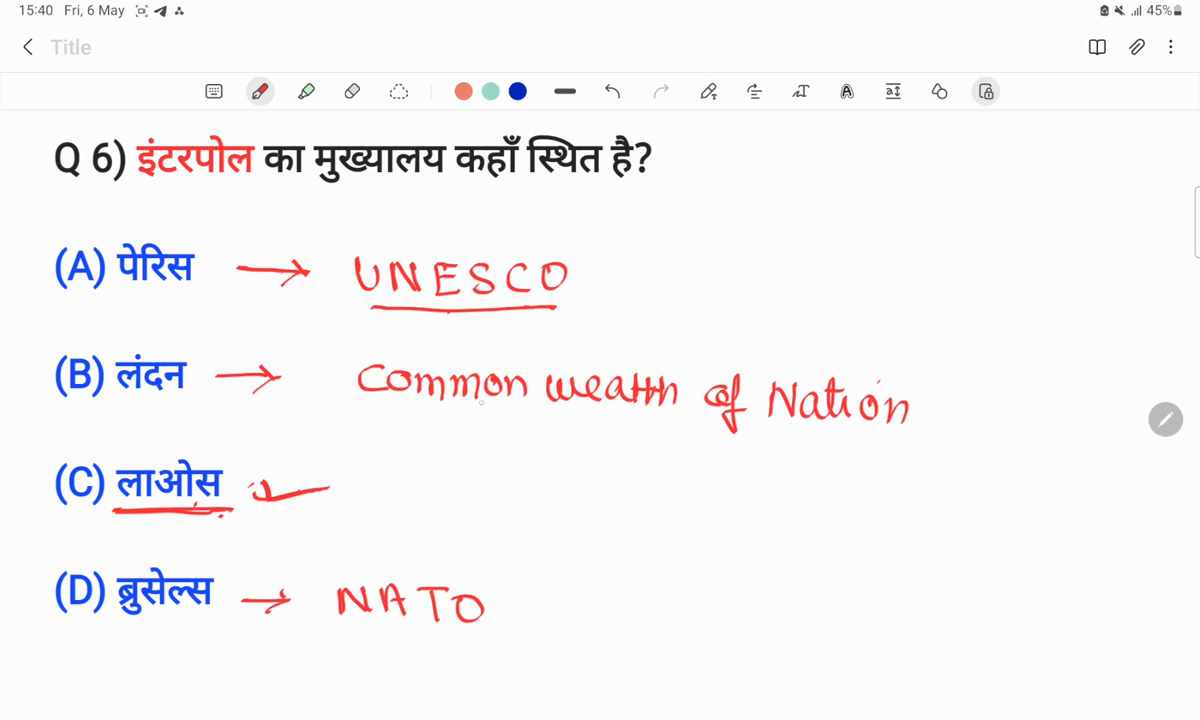 15:40 Fri, 6 May 45%
Title
Q 6) इंटरपोल का मुख्यालय कहाँ स्थित है?
(A) पेरिस → UNESCO
(B) लंदन → Common wealth of Nation
(C) लाओस
(D) ब्रुसेल्स → NATO